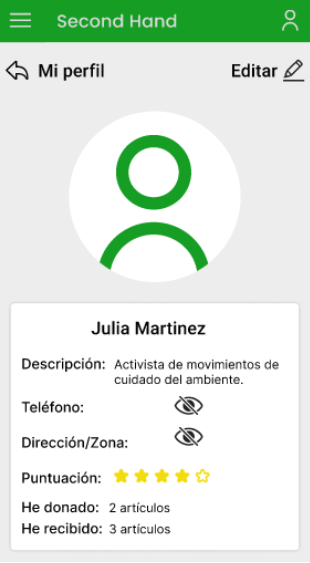 Second Hand
Mi perfil
Editar
Julia Martinez
Descripción: Activista de movimientos de
cuidado del ambiente.
Teléfono:
Dirección/Zona:
Puntuación:
He donado: 2 artículos
He recibido: 3 artículos